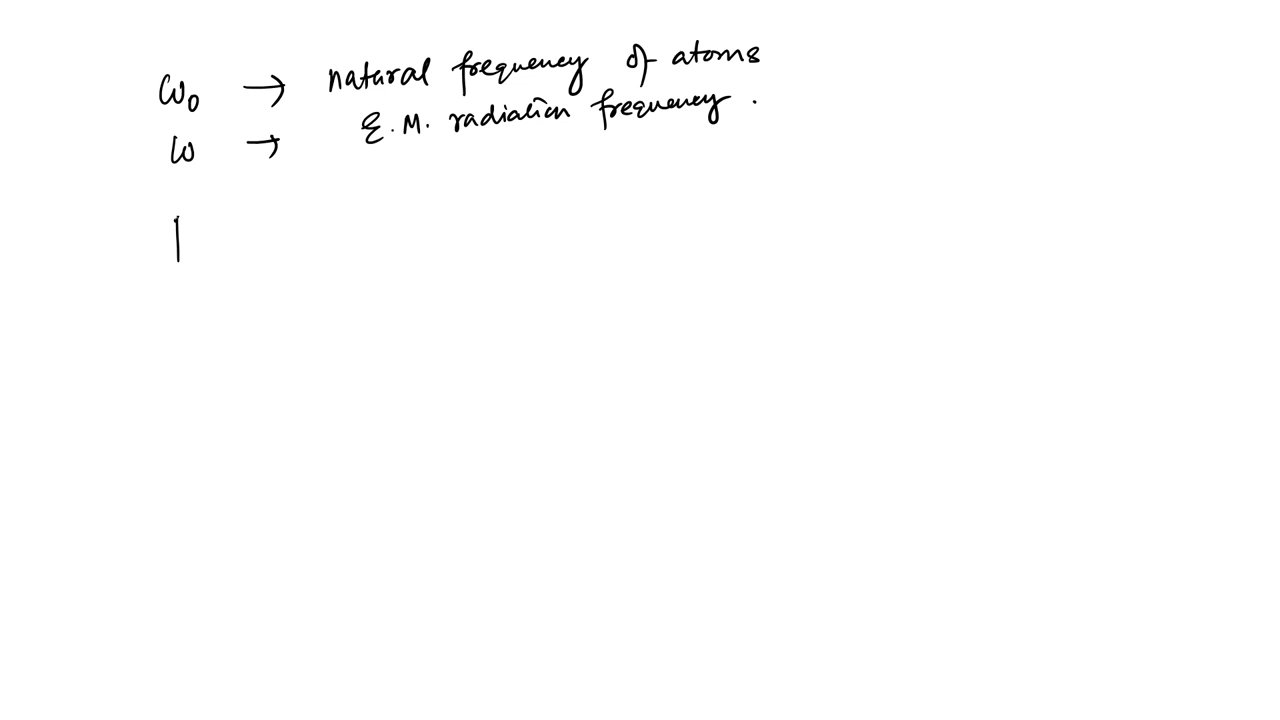 ω₀ → natural frequency of atoms
ω → E.M. radiation frequency .
|